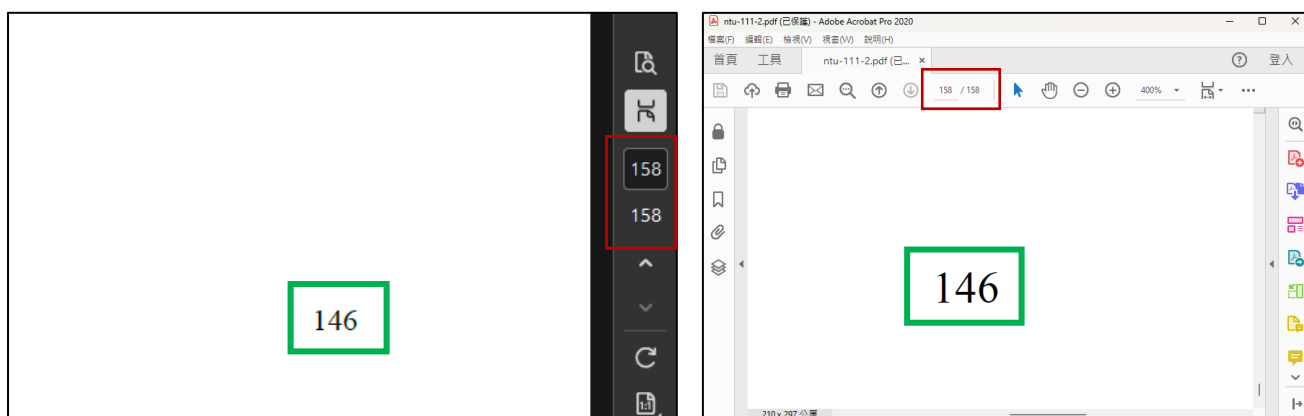 158
158
146
1:1
ntu-111-2.pdf (已保護) - Adobe Acrobat Pro 2020
檔案(F) 編輯(E) 檢視(V) 視窗(W) 說明(H)
首頁 工具 ntu-111-2.pdf (已... × ? 登入
158 / 158 400%
146
210 x 297 公厘